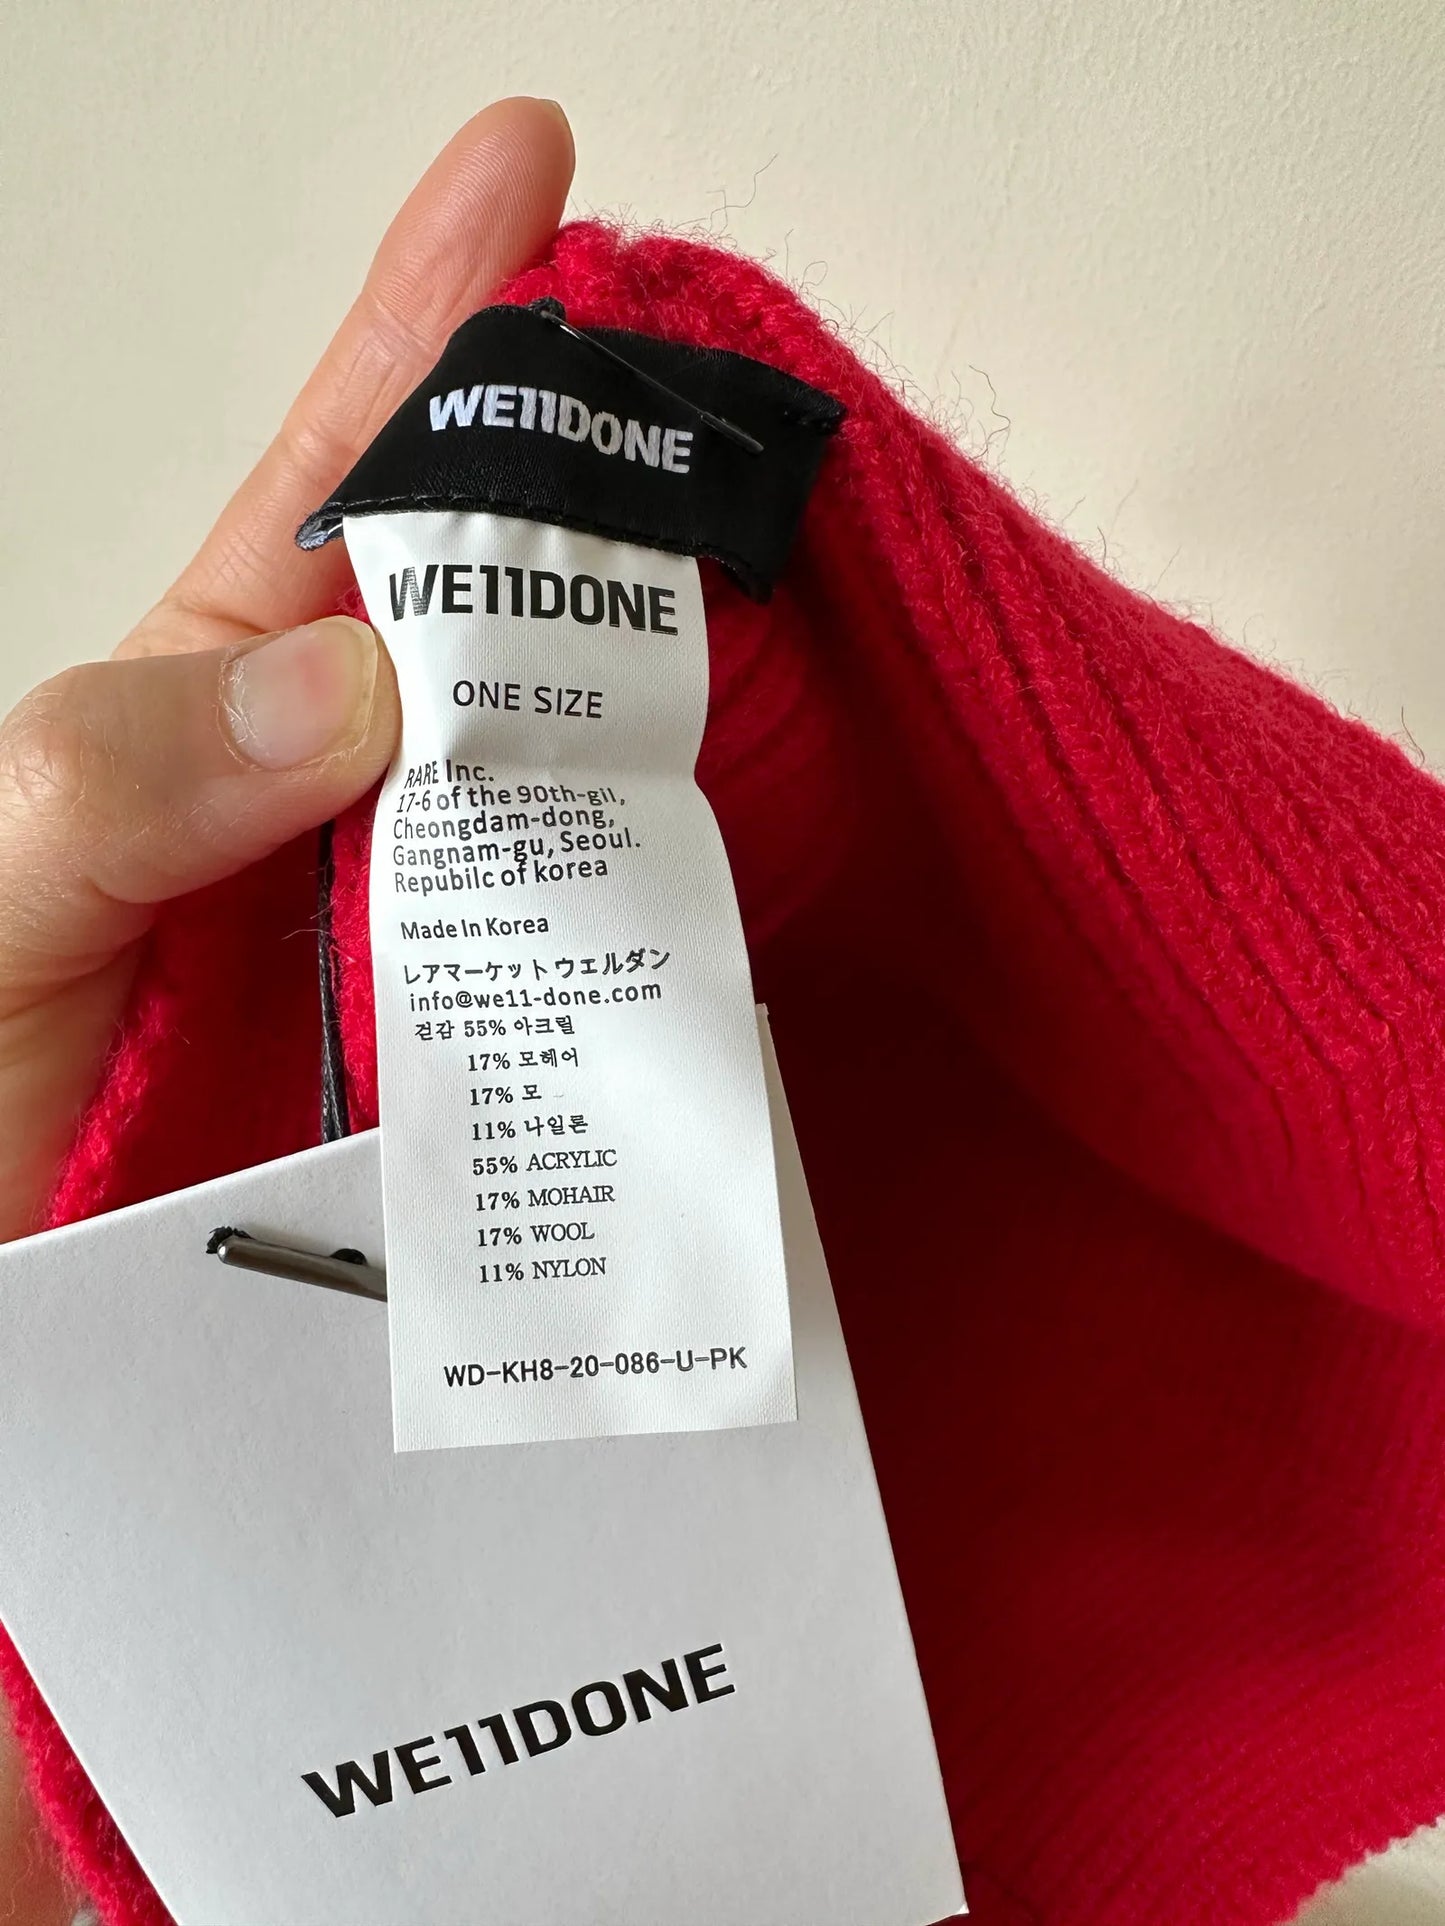 WE11DONE
WE11DONE
ONE SIZE
RARE Inc.
17-6 of the 90th-gil,
Cheongdam-dong,
Gangnam-gu, Seoul.
Repubilc of korea
Made In Korea
レアマーケット ウェルダン
info@we11-done.com
겉감 55% 아크릴
17% 모헤어
17% 모
11% 나일론
55% ACRYLIC
17% MOHAIR
17% WOOL
11% NYLON
WD-KH8-20-086-U-PK
WE11DONE